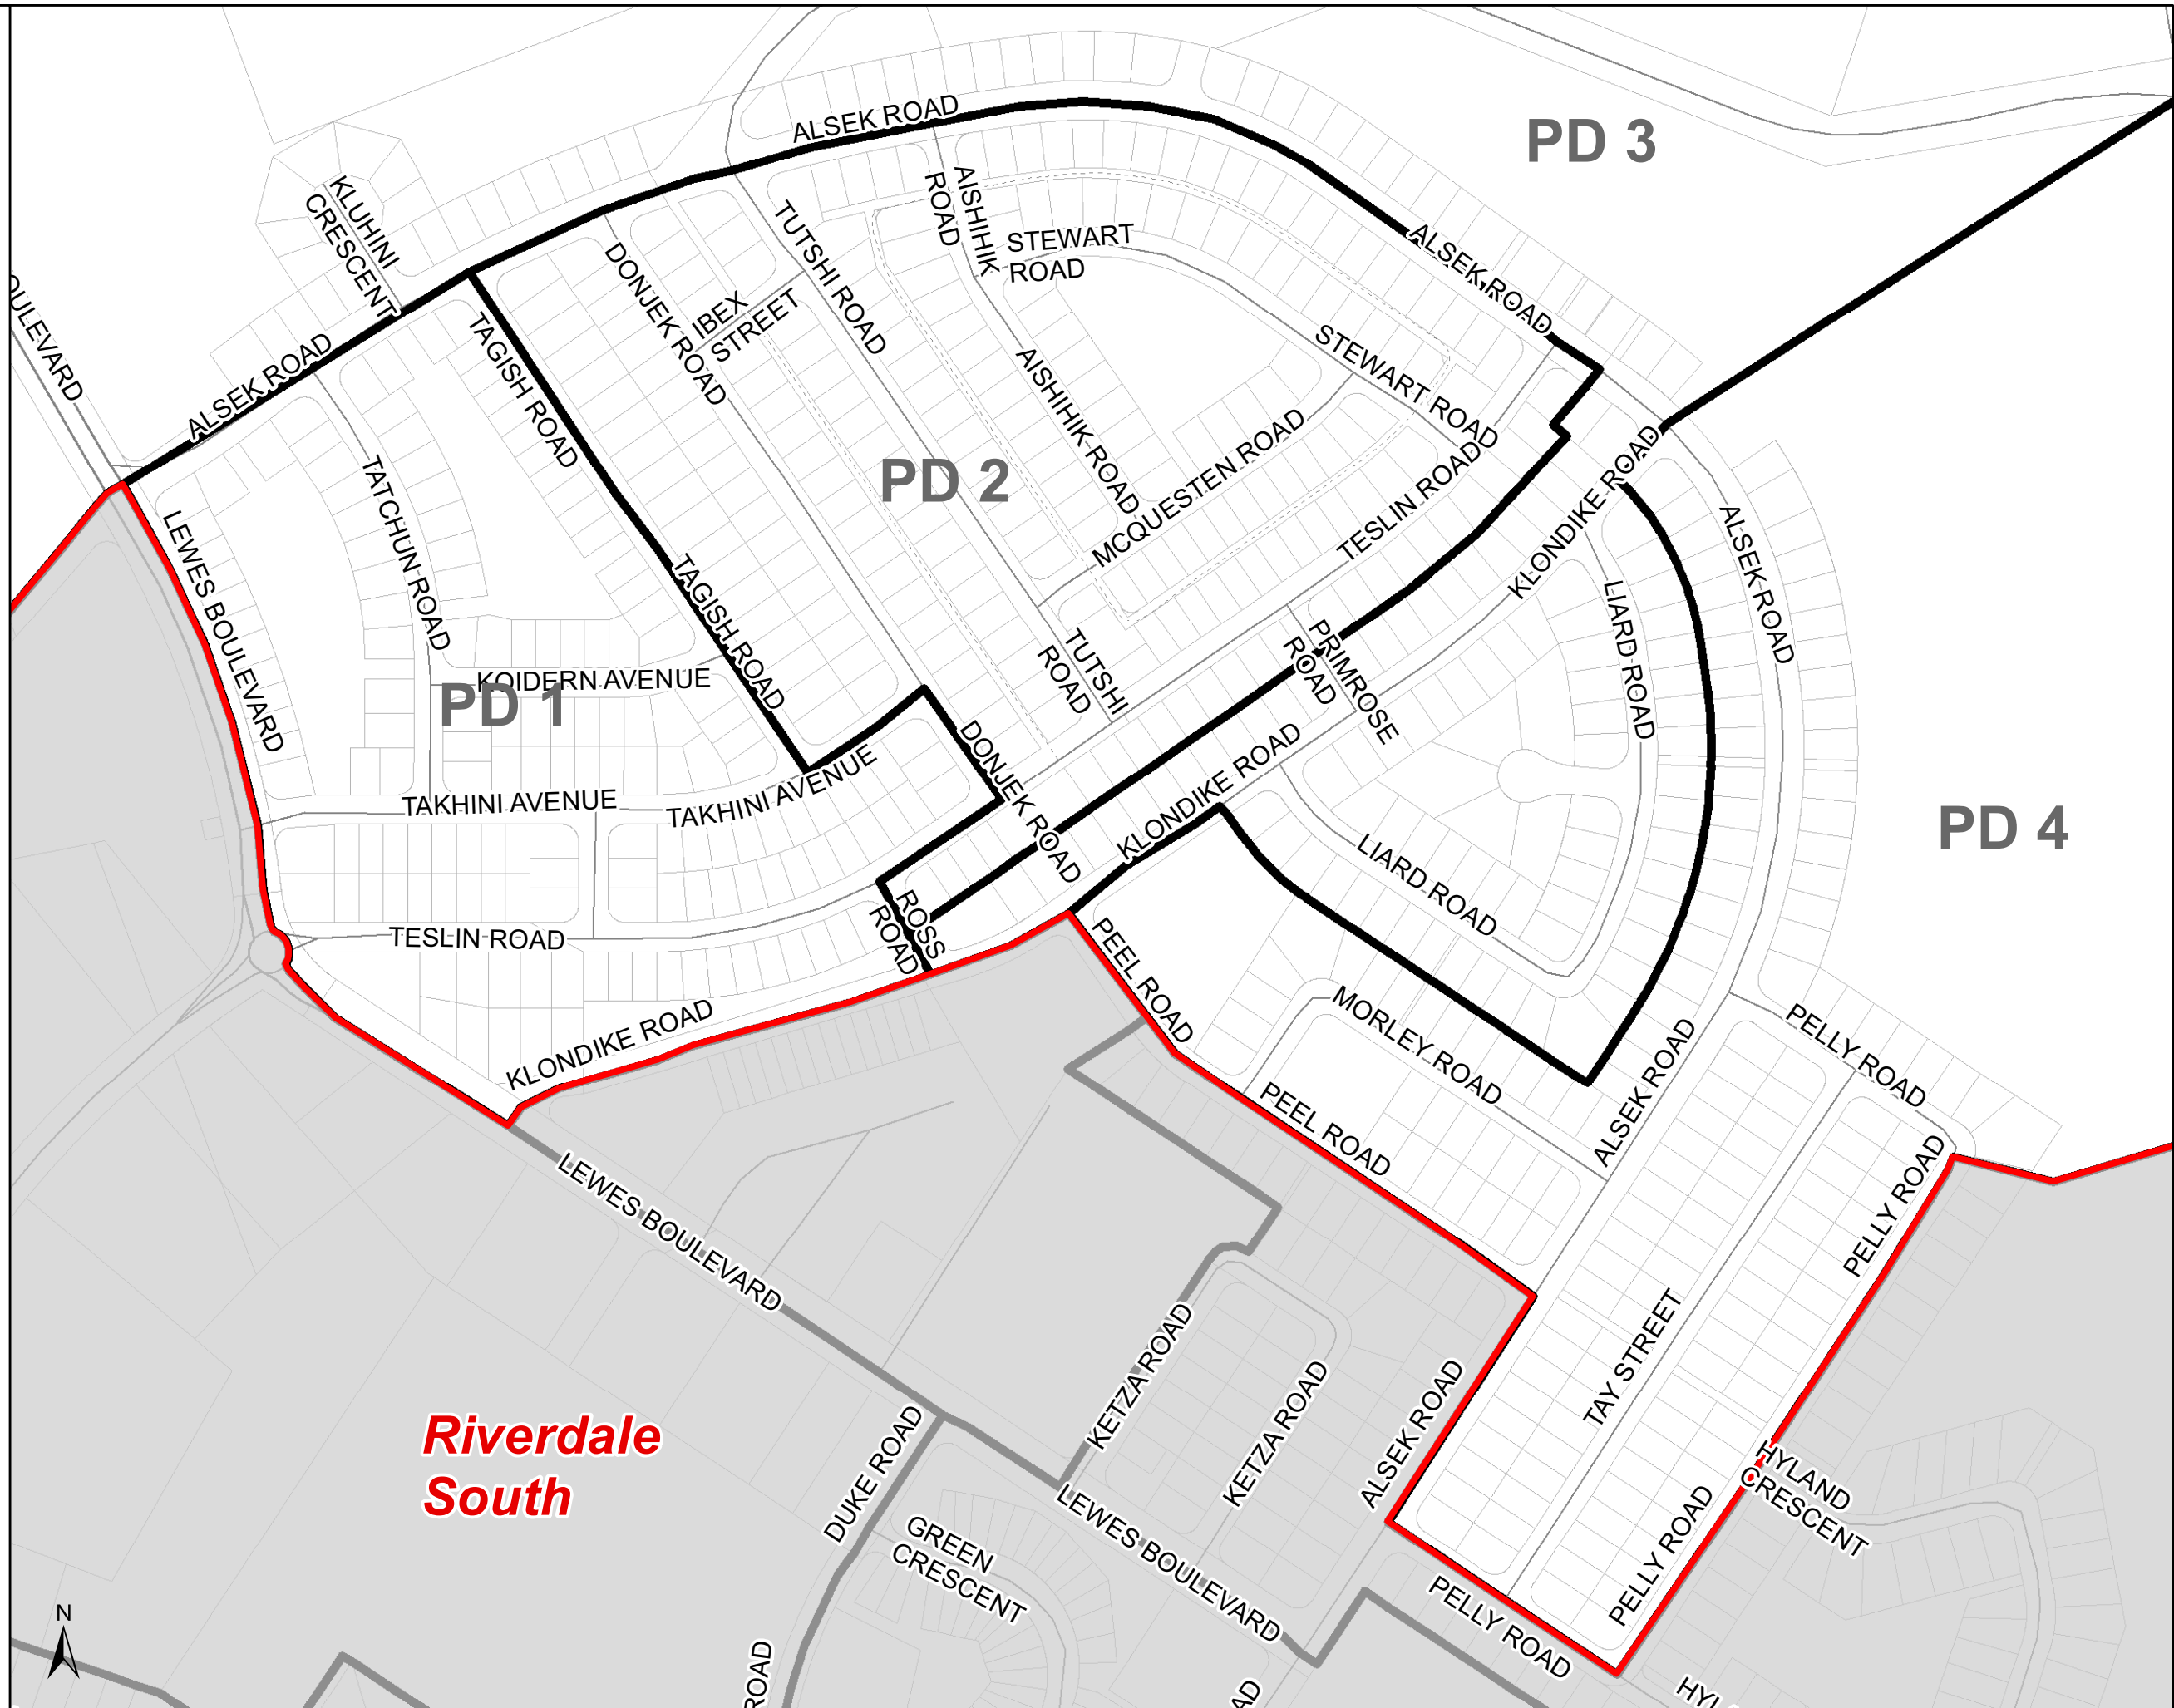 PD 3
ALSEK ROAD
KLUHINI
CRESCENT
AISHIHIK
ROAD
STEWART
ROAD
TUTSHI ROAD
ALSEK ROAD
DONJEK ROAD
IBEX
STREET
OULEVARD
ALSEK ROAD
TAGISH ROAD
STEWART ROAD
AISHIHIK ROAD
PD 2
MCQUESTEN ROAD
TESLIN ROAD
KLONDIKE ROAD
ALSEK ROAD
LEWES BOULEVARD
TATCHUN ROAD
TAGISH ROAD
LIARD ROAD
PRIMROSE
ROAD
TUTSHI
ROAD
KOIDERN AVENUE
PD 1
DONJEK ROAD
KLONDIKE ROAD
TAKHINI AVENUE
TAKHINI AVENUE
PD 4
LIARD ROAD
ROSS
ROAD
TESLIN ROAD
PEEL ROAD
KLONDIKE ROAD
MORLEY ROAD
PELLY ROAD
ALSEK ROAD
PEEL ROAD
PELLY ROAD
LEWES BOULEVARD
TAY STREET
KETZA ROAD
KETZA ROAD
ALSEK ROAD
Riverdale
South
DUKE ROAD
HYLAND
CRESCENT
LEWES BOULEVARD
GREEN
CRESCENT
PELLY ROAD
PELLY ROAD
N
ROAD
AD
HYL